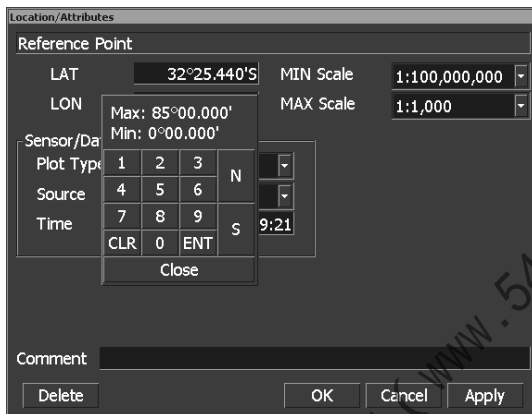 Location/Attributes
Reference Point
LAT 32°25.440'S MIN Scale 1:100,000,000
LON MAX Scale 1:1,000
Max: 85°00.000'
Min: 0°00.000'
Sensor/Da
Plot Type 1 2 3 N
Source 4 5 6
Time 7 8 9 S 9:21
CLR 0 ENT
Close
Comment
Delete OK Cancel Apply
(www.54